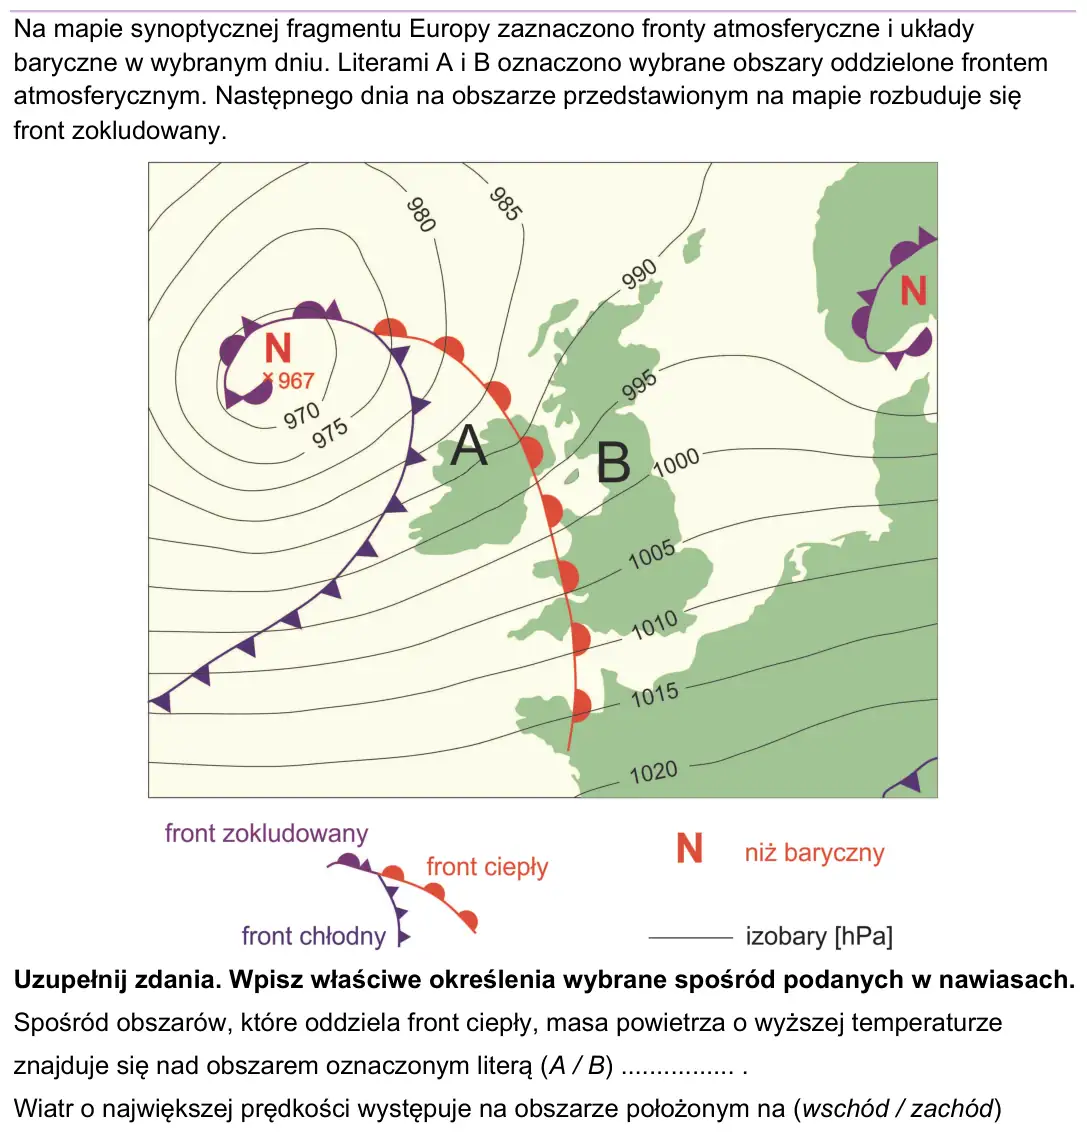 Na mapie synoptycznej fragmentu Europy zaznaczono fronty atmosferyczne i układy
baryczne w wybranym dniu. Literami A i B oznaczono wybrane obszary oddzielone frontem
atmosferycznym. Następnego dnia na obszarze przedstawionym na mapie rozbuduje się
front zokludowany.
980
985
990
N
N
×967
970
975
995
A
B
1000
1005
1010
1015
1020
front zokludowany
front ciepły
front chłodny
N niż baryczny
izobary [hPa]
Uzupełnij zdania. Wpisz właściwe określenia wybrane spośród podanych w nawiasach.
Spośród obszarów, które oddziela front ciepły, masa powietrza o wyższej temperaturze
znajduje się nad obszarem oznaczonym literą (A / B) ................ .
Wiatr o największej prędkości występuje na obszarze położonym na (wschód / zachód)